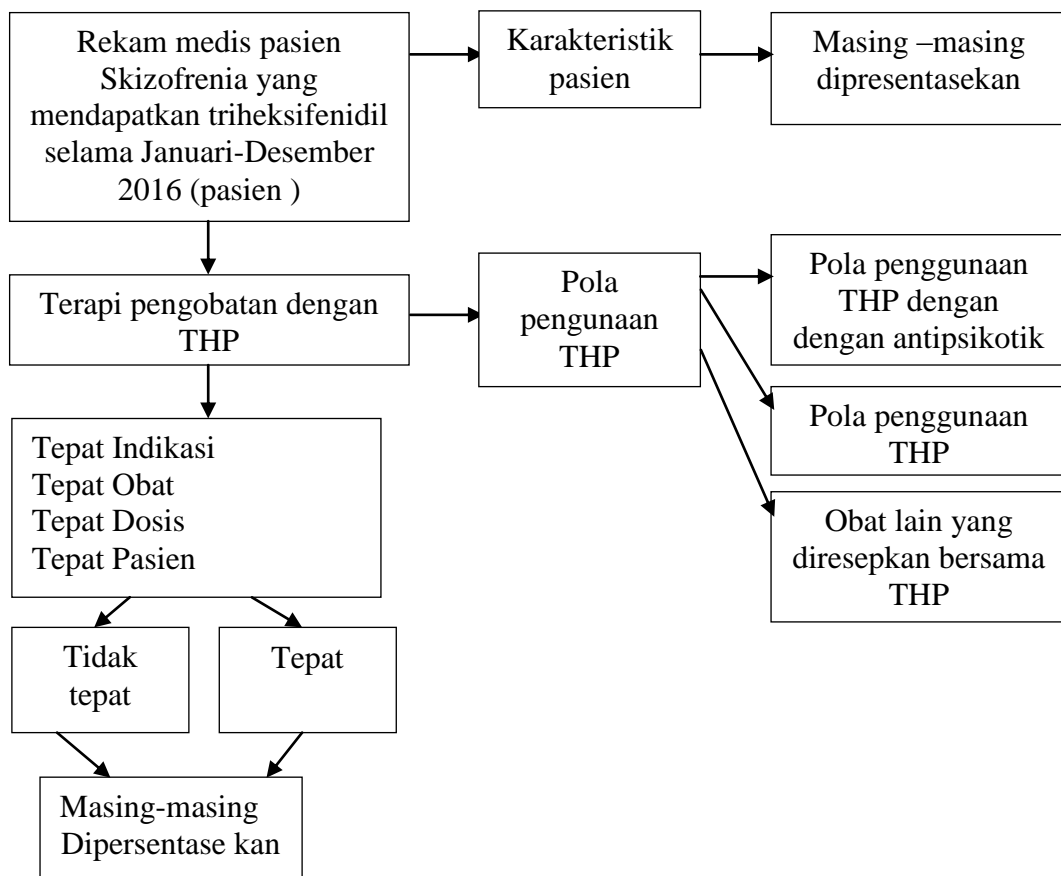 Rekam medis pasien
Skizofrenia yang
mendapatkan triheksifenidil
selama Januari-Desember
2016 (pasien )
Karakteristik
pasien
Masing –masing
dipresentasekan
Terapi pengobatan dengan
THP
Pola
pengunaan
THP
Pola penggunaan
THP dengan
dengan antipsikotik
Pola penggunaan
THP
Obat lain yang
diresepkan bersama
THP
Tepat Indikasi
Tepat Obat
Tepat Dosis
Tepat Pasien
Tidak
tepat
Tepat
Masing-masing
Dipersentase kan